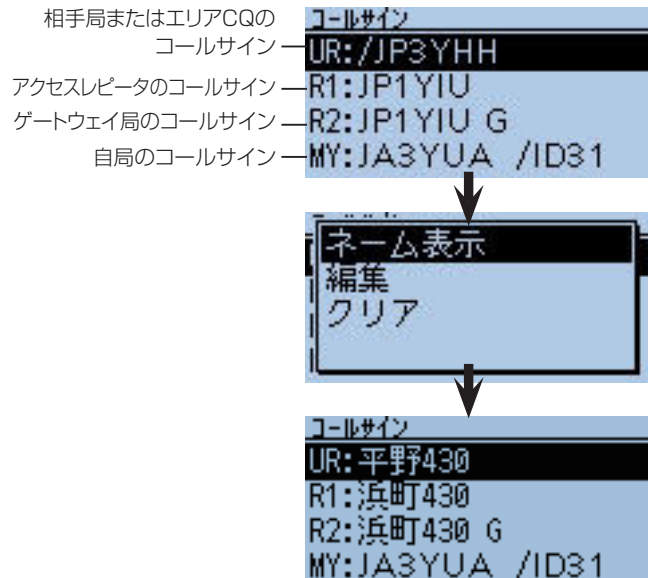 相手局またはエリアCQの
コールサイン
アクセスレピータのコールサイン
ゲートウェイ局のコールサイン
自局のコールサイン
コールサイン
UR:/JP3YHH
R1:JP1YIU
R2:JP1YIU G
MY:JA3YUA /ID31
ネーム表示
編集
クリア
コールサイン
UR:平野430
R1:浜町430
R2:浜町430 G
MY:JA3YUA /ID31